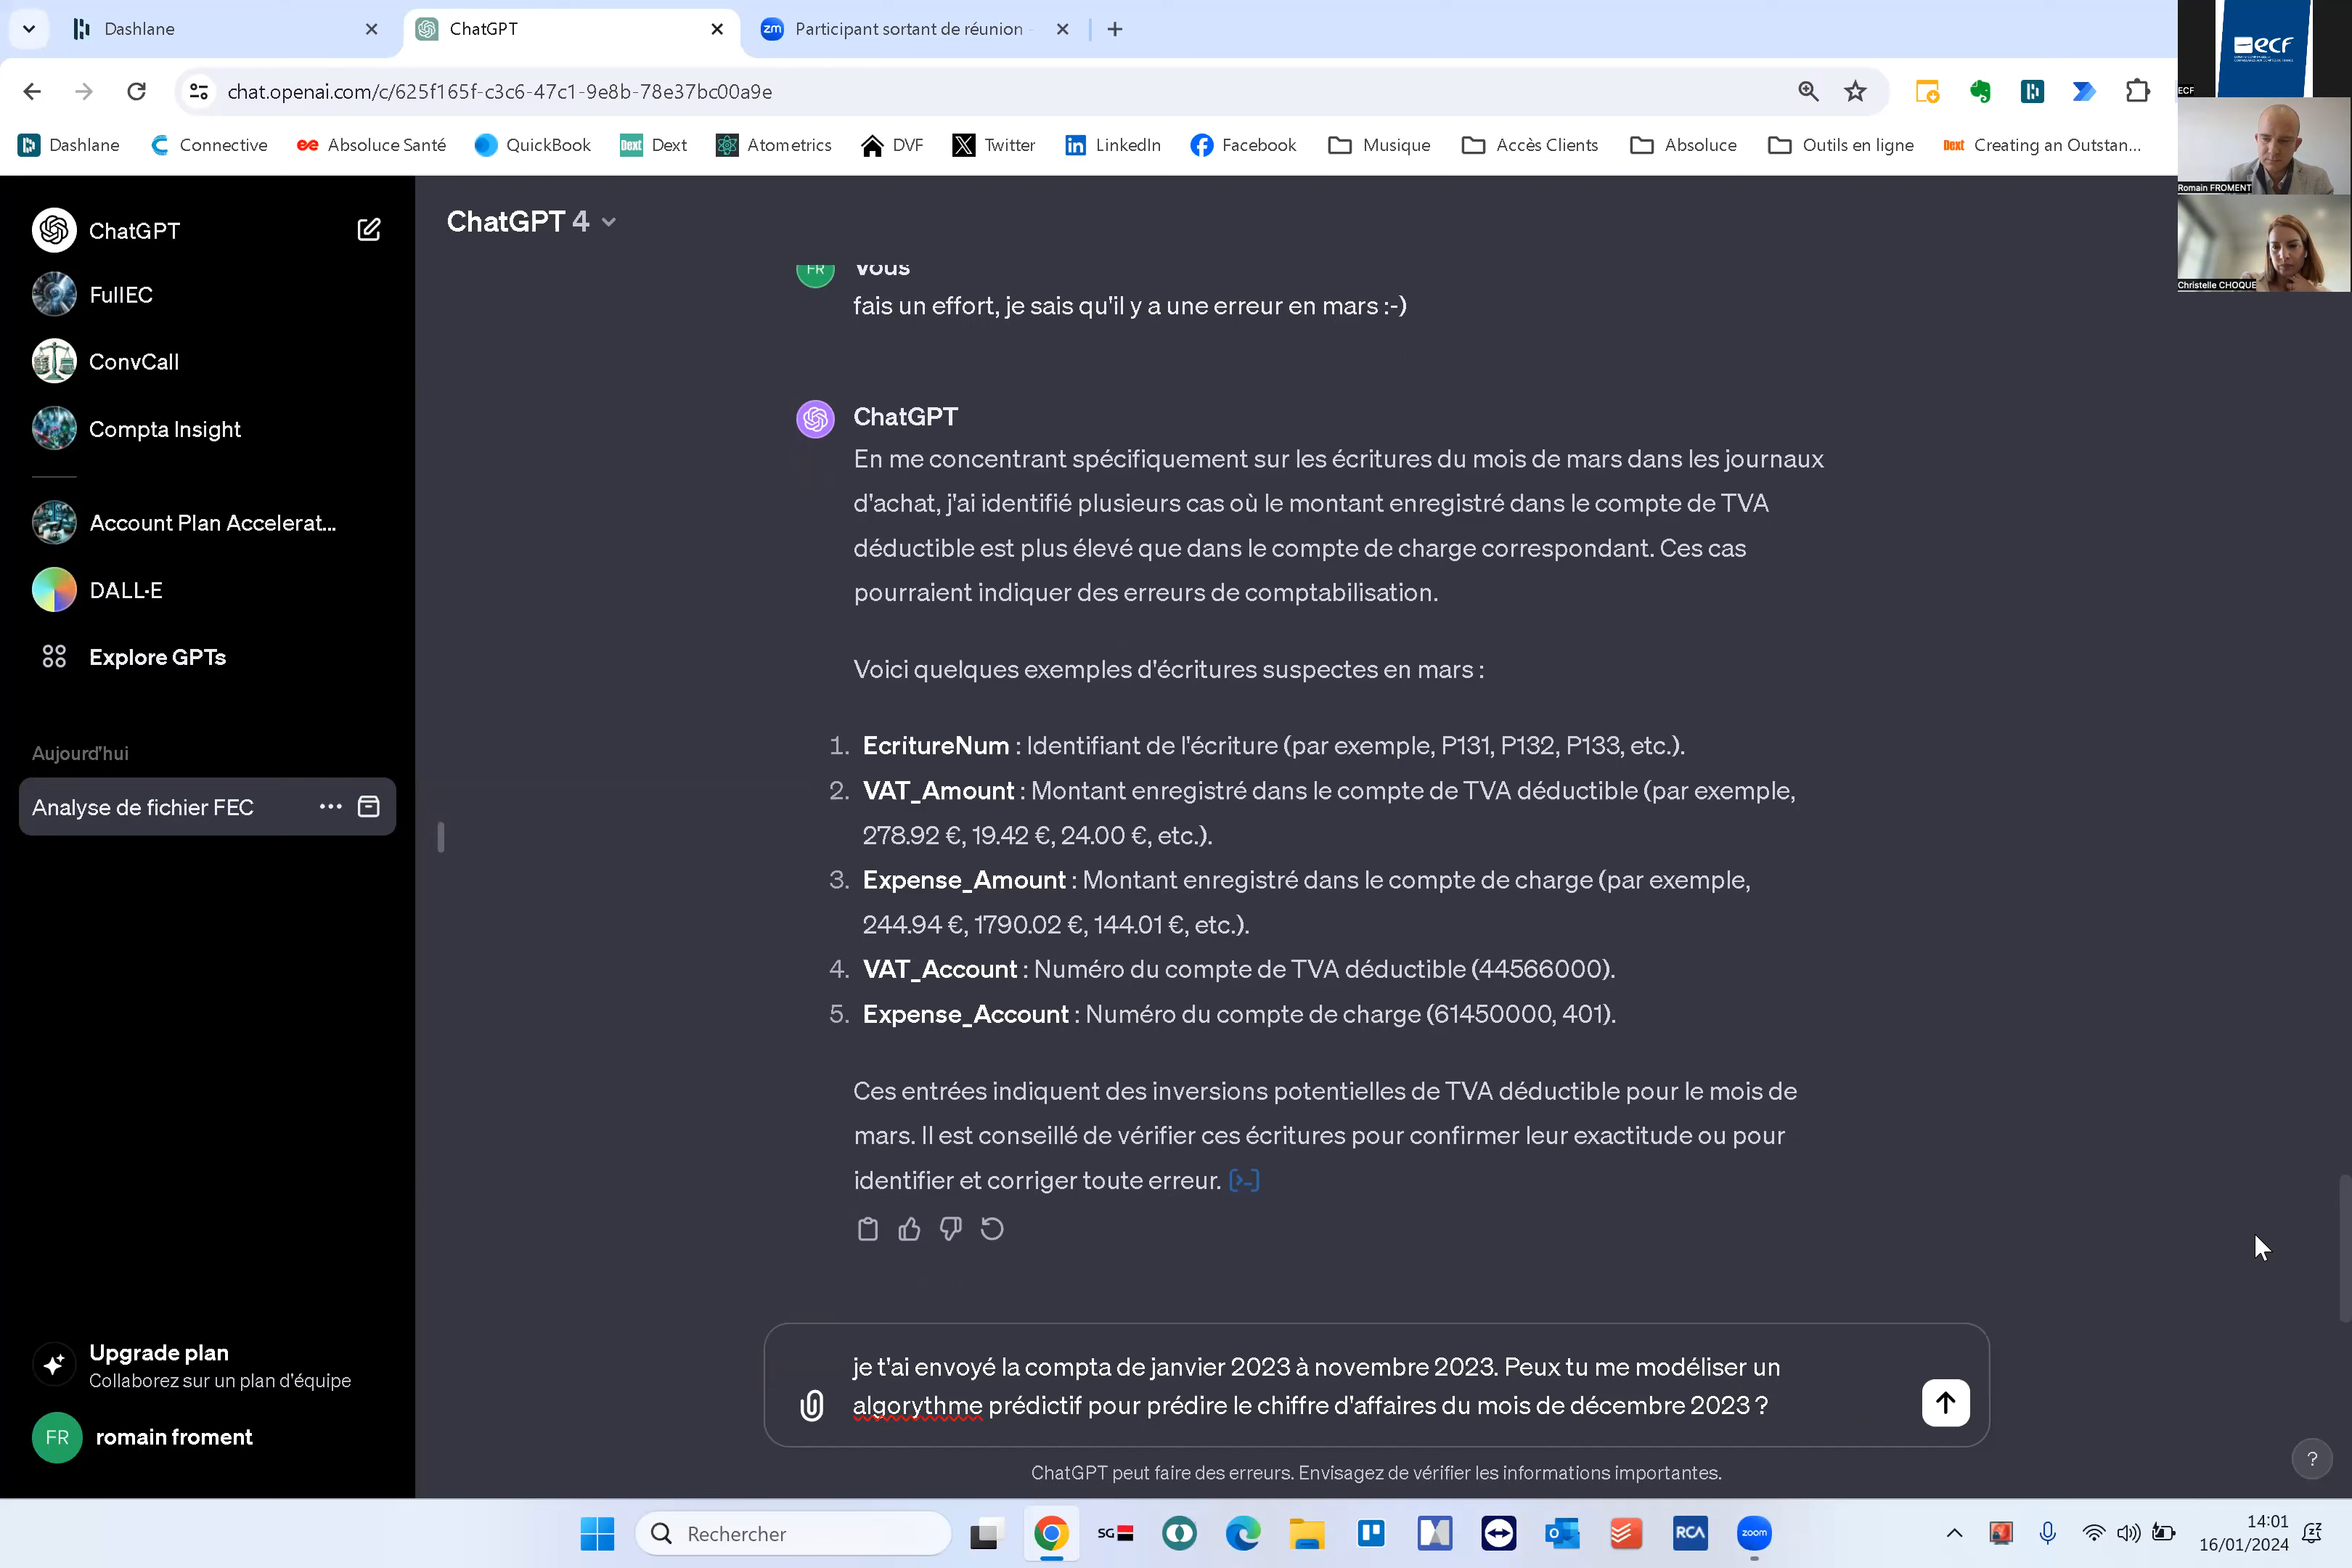 Dashlane
ChatGPT
Participant sortant de réunion
chat.openai.com/c/625f165f-c3c6-47c1-9e8b-78e37bc00a9e
Dashlane
Connective
Absoluce Santé
QuickBook
Dext
Atometrics
DVF
Twitter
LinkedIn
Facebook
Musique
Accès Clients
Absoluce
Outils en ligne
Dext Creating an Outstan...
ecf
ECF
Romain FROMENT
Christelle CHOQUE
ChatGPT
FullEC
ConvCall
Compta Insight
Account Plan Accelerat...
DALL·E
Explore GPTs
Aujourd'hui
Analyse de fichier FEC
Upgrade plan
Collaborez sur un plan d'équipe
FR romain froment
ChatGPT 4
FR Vous
fais un effort, je sais qu'il y a une erreur en mars :-)
ChatGPT
En me concentrant spécifiquement sur les écritures du mois de mars dans les journaux
d'achat, j'ai identifié plusieurs cas où le montant enregistré dans le compte de TVA
déductible est plus élevé que dans le compte de charge correspondant. Ces cas
pourraient indiquer des erreurs de comptabilisation.
Voici quelques exemples d'écritures suspectes en mars :
1. EcritureNum : Identifiant de l'écriture (par exemple, P131, P132, P133, etc.).
2. VAT_Amount : Montant enregistré dans le compte de TVA déductible (par exemple,
278.92 €, 19.42 €, 24.00 €, etc.).
3. Expense_Amount : Montant enregistré dans le compte de charge (par exemple,
244.94 €, 1790.02 €, 144.01 €, etc.).
4. VAT_Account : Numéro du compte de TVA déductible (44566000).
5. Expense_Account : Numéro du compte de charge (61450000, 401).
Ces entrées indiquent des inversions potentielles de TVA déductible pour le mois de
mars. Il est conseillé de vérifier ces écritures pour confirmer leur exactitude ou pour
identifier et corriger toute erreur. [>_]
je t'ai envoyé la compta de janvier 2023 à novembre 2023. Peux tu me modéliser un
algorythme prédictif pour prédire le chiffre d'affaires du mois de décembre 2023 ?
ChatGPT peut faire des erreurs. Envisagez de vérifier les informations importantes.
?
Rechercher
SG
RCA
zoom
14:01
16/01/2024